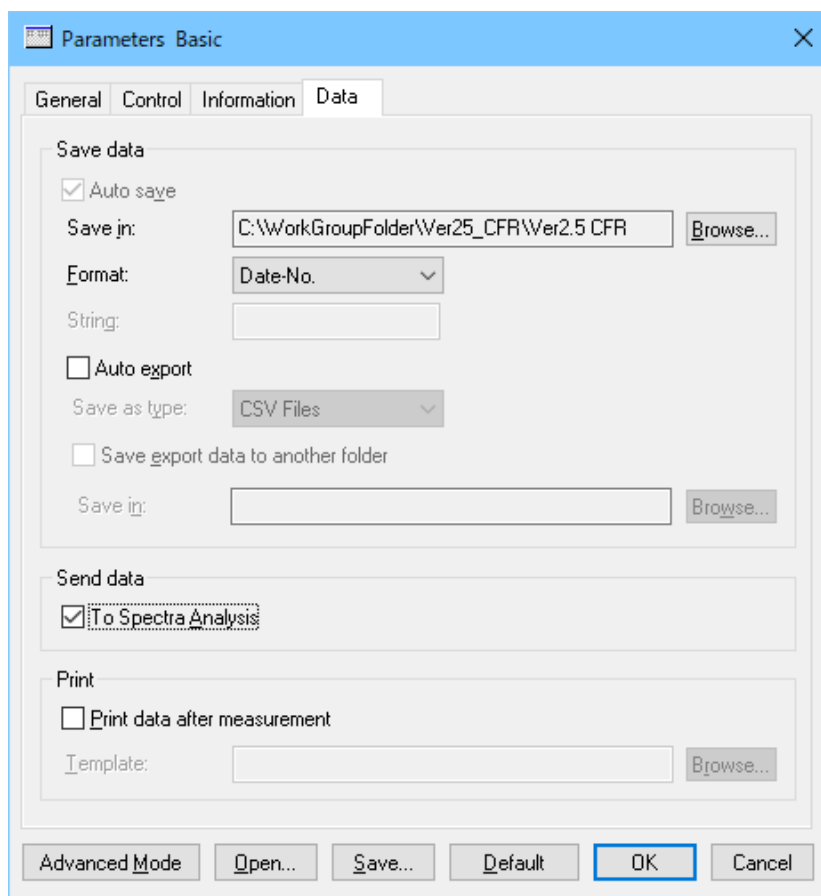 Parameters Basic
General Control Information Data
Save data
Auto save
Save in: C:\WorkGroupFolder\Ver25_CFR\Ver2.5 CFR Browse...
Format: Date-No.
String:
Auto export
Save as type: CSV Files
Save export data to another folder
Save in: Browse...
Send data
To Spectra Analysis
Print
Print data after measurement
Template: Browse...
Advanced Mode Open... Save... Default OK Cancel